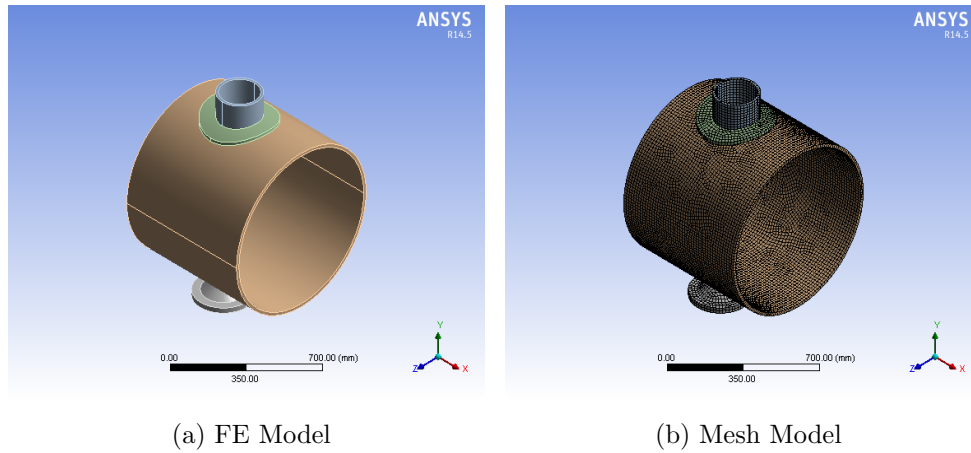 ANSYS
R14.5
Y
Z
X
0.00
700.00 (mm)
350.00
(a) FE Model
ANSYS
R14.5
Y
Z
X
0.00
700.00 (mm)
350.00
(b) Mesh Model